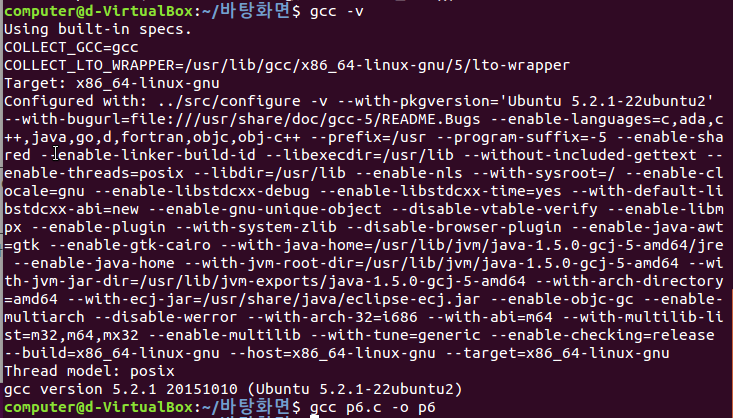 computer@d-VirtualBox:~/바탕화면$ gcc -v
Using built-in specs.
COLLECT_GCC=gcc
COLLECT_LTO_WRAPPER=/usr/lib/gcc/x86_64-linux-gnu/5/lto-wrapper
Target: x86_64-linux-gnu
Configured with: ../src/configure -v --with-pkgversion='Ubuntu 5.2.1-22ubuntu2'
--with-bugurl=file:///usr/share/doc/gcc-5/README.Bugs --enable-languages=c,ada,c
++,java,go,d,fortran,objc,obj-c++ --prefix=/usr --program-suffix=-5 --enable-sha
red --enable-linker-build-id --libexecdir=/usr/lib --without-included-gettext --
enable-threads=posix --libdir=/usr/lib --enable-nls --with-sysroot=/ --enable-cl
ocale=gnu --enable-libstdcxx-debug --enable-libstdcxx-time=yes --with-default-li
bstdcxx-abi=new --enable-gnu-unique-object --disable-vtable-verify --enable-libm
px --enable-plugin --with-system-zlib --disable-browser-plugin --enable-java-awt
=gtk --enable-gtk-cairo --with-java-home=/usr/lib/jvm/java-1.5.0-gcj-5-amd64/jre
--enable-java-home --with-jvm-root-dir=/usr/lib/jvm/java-1.5.0-gcj-5-amd64 --wi
th-jvm-jar-dir=/usr/lib/jvm-exports/java-1.5.0-gcj-5-amd64 --with-arch-directory
=amd64 --with-ecj-jar=/usr/share/java/eclipse-ecj.jar --enable-objc-gc --enable-
multiarch --disable-werror --with-arch-32=i686 --with-abi=m64 --with-multilib-li
st=m32,m64,mx32 --enable-multilib --with-tune=generic --enable-checking=release
--build=x86_64-linux-gnu --host=x86_64-linux-gnu --target=x86_64-linux-gnu
Thread model: posix
gcc version 5.2.1 20151010 (Ubuntu 5.2.1-22ubuntu2)
computer@d-VirtualBox:~/바탕화면$ gcc p6.c -o p6